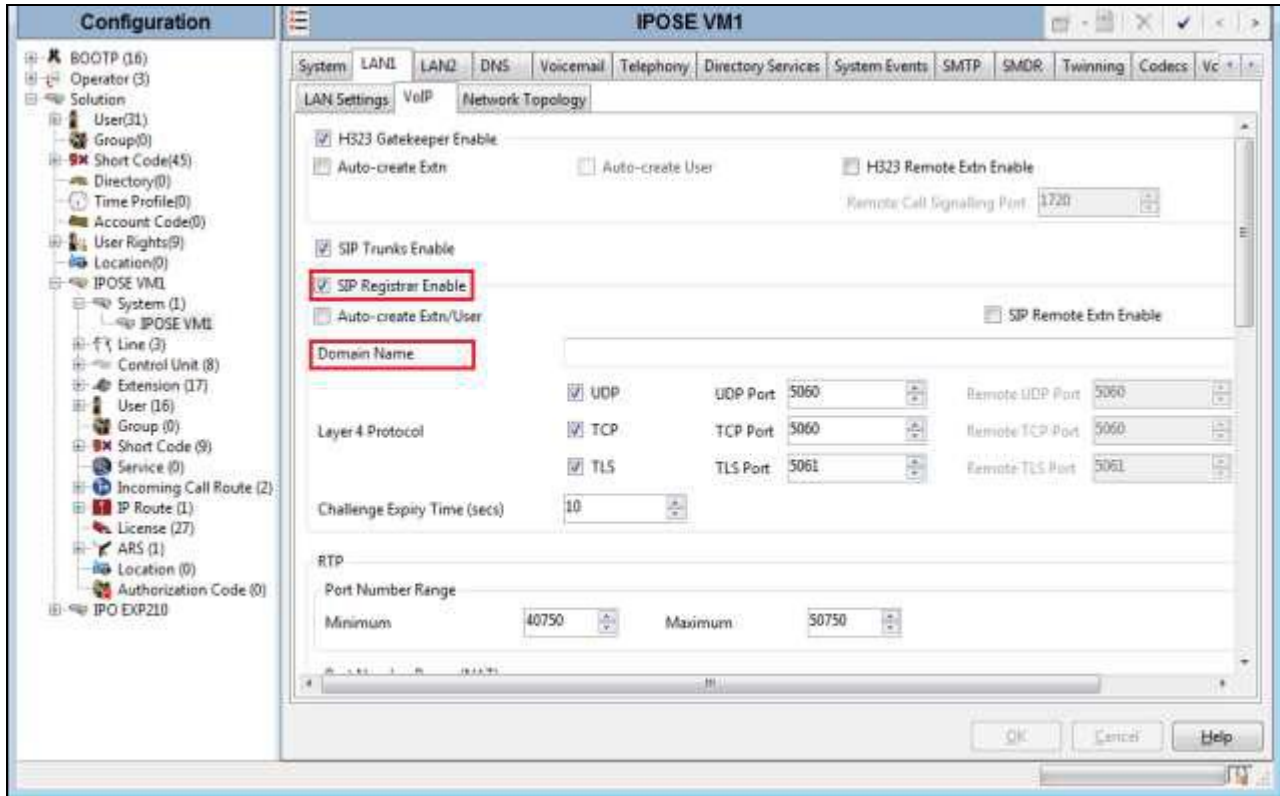 Configuration
IPOSE VM1
BOOTP (16)
Operator (3)
Solution
User(31)
Group(0)
Short Code(45)
Directory(0)
Time Profile(0)
Account Code(0)
User Rights(9)
Location(0)
IPOSE VM1
System (1)
IPOSE VM1
Line (3)
Control Unit (8)
Extension (17)
User (16)
Group (0)
Short Code (9)
Service (0)
Incoming Call Route (2)
IP Route (1)
License (27)
ARS (1)
Location (0)
Authorization Code (0)
IPO EXP210
System LAN1 LAN2 DNS Voicemail Telephony Directory Services System Events SMTP SMDR Twinning Codecs
LAN Settings VoIP Network Topology
H323 Gatekeeper Enable
Auto-create Extn Auto-create User H323 Remote Extn Enable
Remote Call Signalling Port 1720
SIP Trunks Enable
SIP Registrar Enable
Auto-create Extn/User SIP Remote Extn Enable
Domain Name
UDP UDP Port 5060 Remote UDP Port 5060
Layer 4 Protocol TCP TCP Port 5060 Remote TCP Port 5060
TLS TLS Port 5061 Remote TLS Port 5061
Challenge Expiry Time (secs) 10
RTP
Port Number Range
Minimum 40750 Maximum 50750
OK Cancel Help